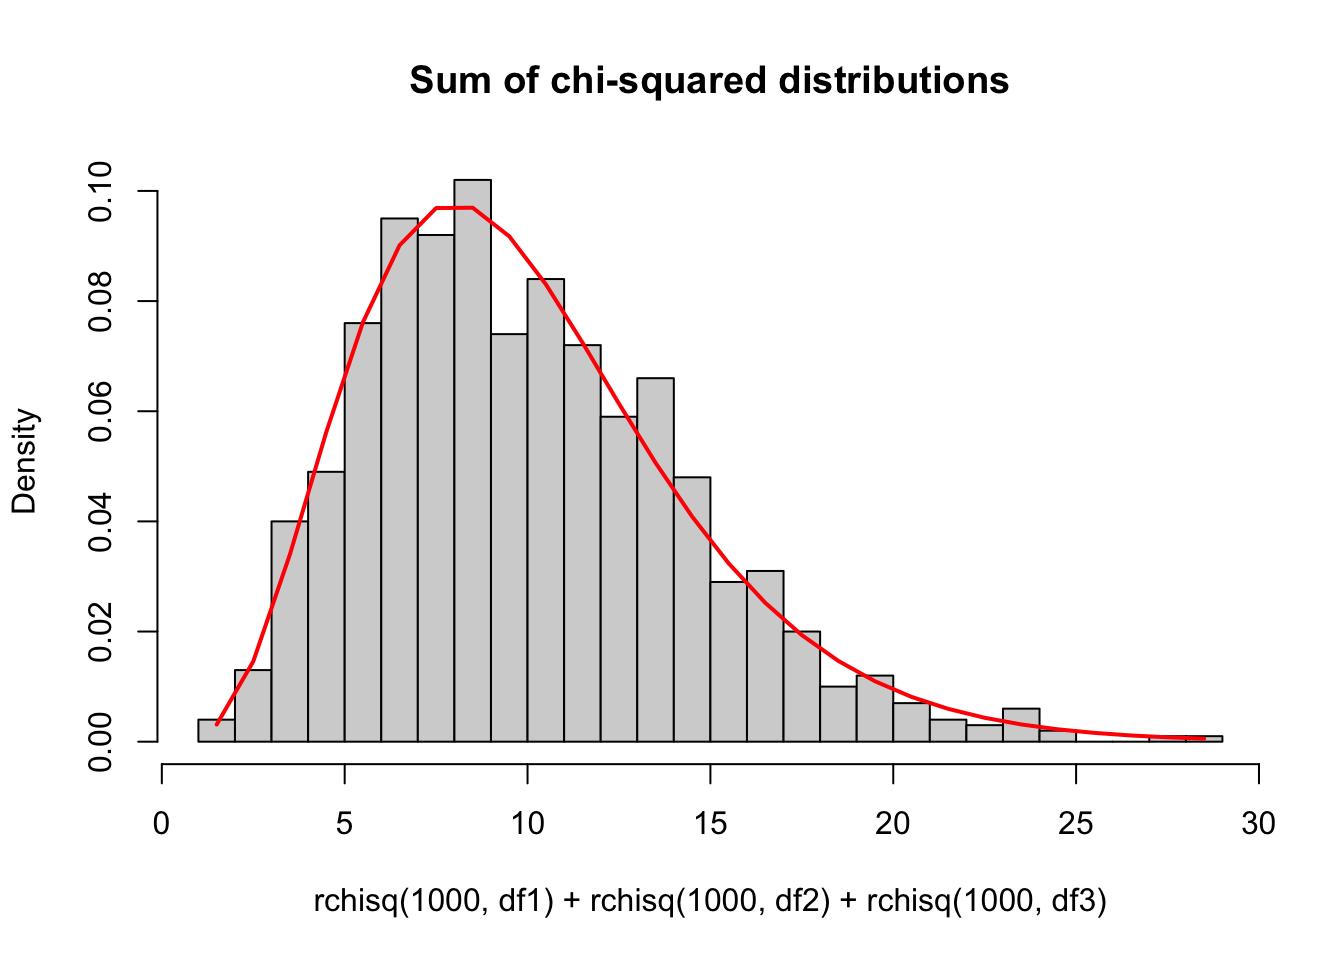 Sum of chi-squared distributions
Density
0.10
0.08
0.06
0.04
0.02
0.00
0 5 10 15 20 25 30
rchisq(1000, df1) + rchisq(1000, df2) + rchisq(1000, df3)